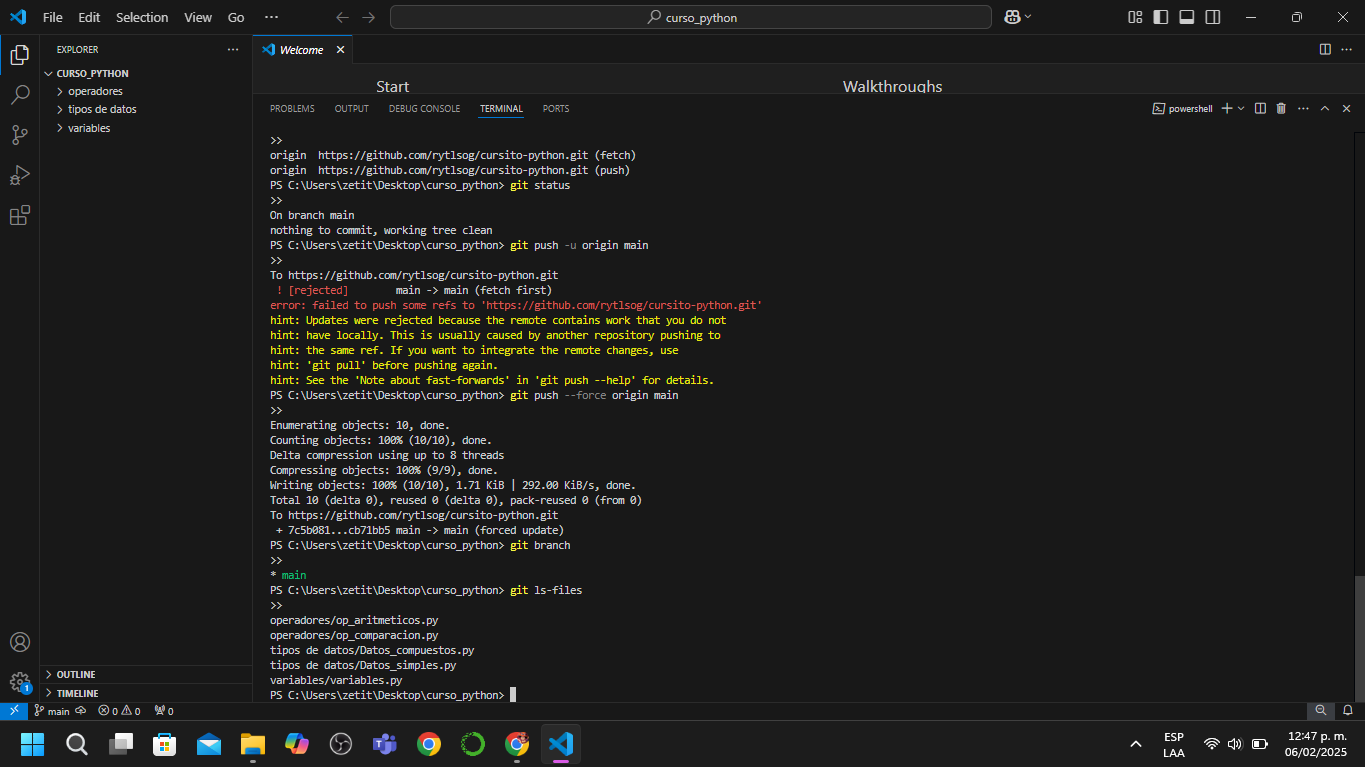 File Edit Selection View Go ··· curso_python
EXPLORER ···
CURSO_PYTHON
operadores
tipos de datos
variables
OUTLINE
TIMELINE
Welcome
Start Walkthroughs
PROBLEMS OUTPUT DEBUG CONSOLE TERMINAL PORTS powershell
>>
origin  https://github.com/rytlsog/cursito-python.git (fetch)
origin  https://github.com/rytlsog/cursito-python.git (push)
PS C:\Users\zetit\Desktop\curso_python> git status
>>
On branch main
nothing to commit, working tree clean
PS C:\Users\zetit\Desktop\curso_python> git push -u origin main
>>
To https://github.com/rytlsog/cursito-python.git
 ! [rejected]        main -> main (fetch first)
error: failed to push some refs to 'https://github.com/rytlsog/cursito-python.git'
hint: Updates were rejected because the remote contains work that you do not
hint: have locally. This is usually caused by another repository pushing to
hint: the same ref. If you want to integrate the remote changes, use
hint: 'git pull' before pushing again.
hint: See the 'Note about fast-forwards' in 'git push --help' for details.
PS C:\Users\zetit\Desktop\curso_python> git push --force origin main
>>
Enumerating objects: 10, done.
Counting objects: 100% (10/10), done.
Delta compression using up to 8 threads
Compressing objects: 100% (9/9), done.
Writing objects: 100% (10/10), 1.71 KiB | 292.00 KiB/s, done.
Total 10 (delta 0), reused 0 (delta 0), pack-reused 0 (from 0)
To https://github.com/rytlsog/cursito-python.git
 + 7c5b081...cb71bb5 main -> main (forced update)
PS C:\Users\zetit\Desktop\curso_python> git branch
>>
* main
PS C:\Users\zetit\Desktop\curso_python> git ls-files
>>
operadores/op_aritmeticos.py
operadores/op_comparacion.py
tipos de datos/Datos_compuestos.py
tipos de datos/Datos_simples.py
variables/variables.py
PS C:\Users\zetit\Desktop\curso_python>
1
main 0 0 0
ESP
LAA
12:47 p. m.
06/02/2025